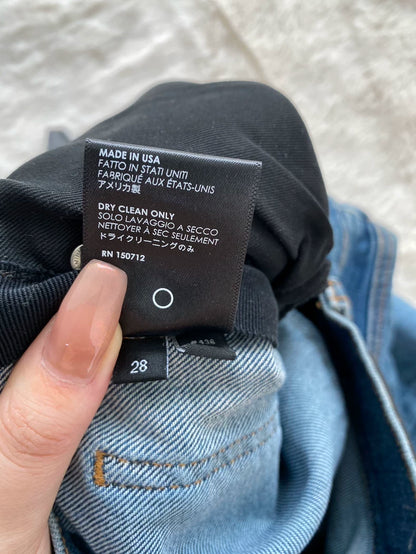 MADE IN USA
FATTO IN STATI UNITI
FABRIQUÉ AUX ÉTATS-UNIS
アメリカ製
DRY CLEAN ONLY
SOLO LAVAGGIO A SECCO
NETTOYER À SEC SEULEMENT
ドライクリーニングのみ
RN 150712
28